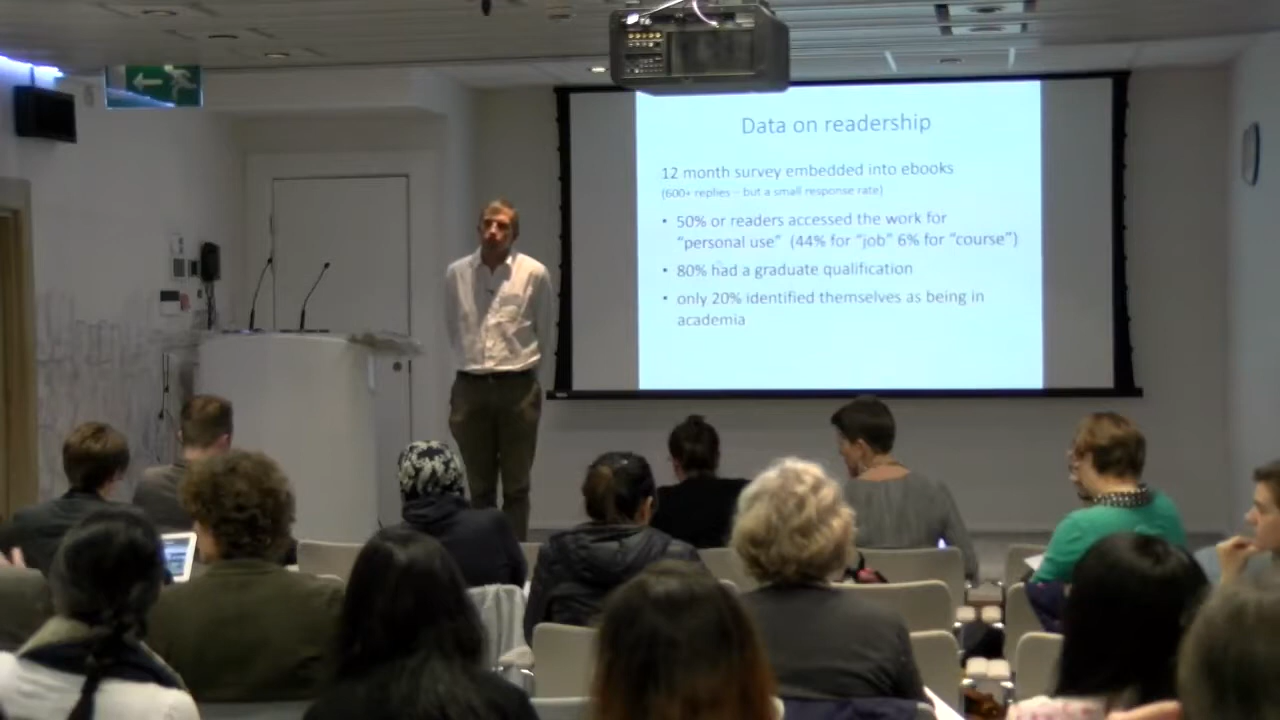 Data on readership
12 month survey embedded into ebooks
(600+ replies – but a small response rate)
• 50% or readers accessed the work for
"personal use" (44% for "job" 6% for "course")
• 80% had a graduate qualification
• only 20% identified themselves as being in
academia